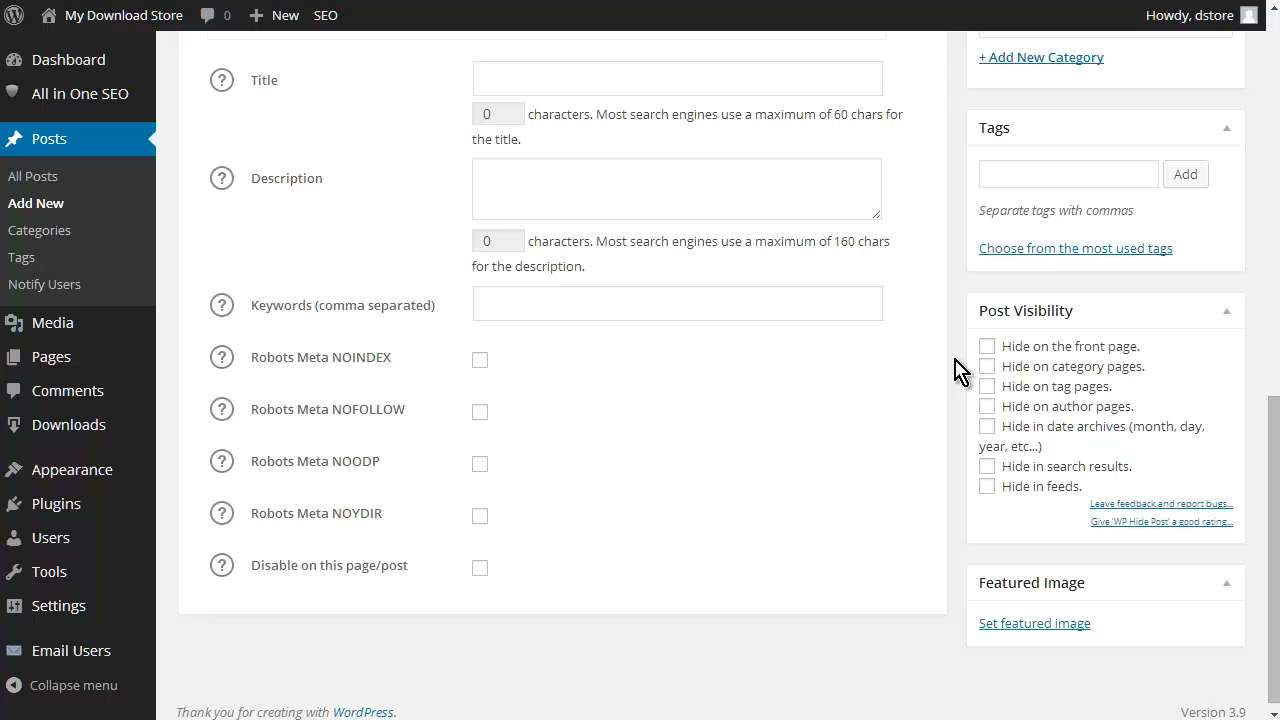 My Download Store
0
New
SEO
Howdy, dstore
Dashboard
All in One SEO
Posts
All Posts
Add New
Categories
Tags
Notify Users
Media
Pages
Comments
Downloads
Appearance
Plugins
Users
Tools
Settings
Email Users
Collapse menu
? Title
0 characters. Most search engines use a maximum of 60 chars for
the title.
? Description
0 characters. Most search engines use a maximum of 160 chars
for the description.
? Keywords (comma separated)
? Robots Meta NOINDEX
? Robots Meta NOFOLLOW
? Robots Meta NOODP
? Robots Meta NOYDIR
? Disable on this page/post
+ Add New Category
Tags
Add
Separate tags with commas
Choose from the most used tags
Post Visibility
Hide on the front page.
Hide on category pages.
Hide on tag pages.
Hide on author pages.
Hide in date archives (month, day,
year, etc...)
Hide in search results.
Hide in feeds.
Leave feedback and report bugs...
Give 'WP Hide Post' a good rating...
Featured Image
Set featured image
Thank you for creating with WordPress.
Version 3.9